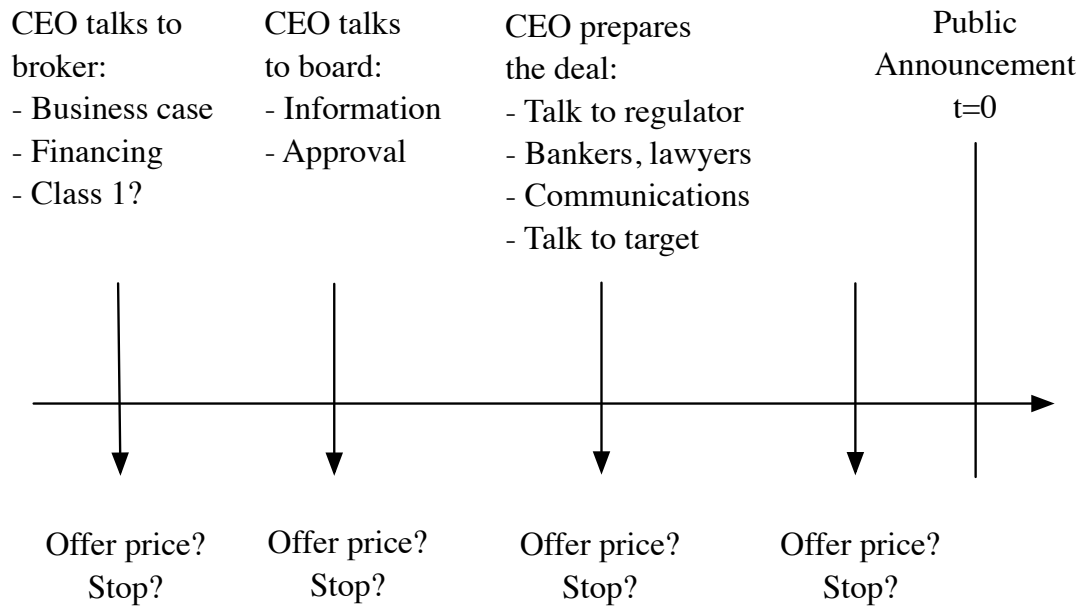 CEO talks to
broker:
- Business case
- Financing
- Class 1?
CEO talks
to board:
- Information
- Approval
CEO prepares
the deal:
- Talk to regulator
- Bankers, lawyers
- Communications
- Talk to target
Public
Announcement
t=0
Offer price?
Stop?
Offer price?
Stop?
Offer price?
Stop?
Offer price?
Stop?